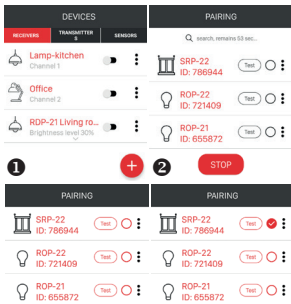 DEVICES
RECEIVERS
TRANSMITTER
S
SENSORS
Lamp-kitchen
Channel 1
Office
Channel 2
RDP-21 Living ro...
Brightness level 30%
1
+
PAIRING
search, remains 53 sec...
SRP-22
ID: 786944
Test
ROP-22
ID: 721409
Test
ROP-21
ID: 655872
Test
2
STOP
PAIRING
SRP-22
ID: 786944
Test
ROP-22
ID: 721409
Test
ROP-21
ID: 655872
Test
PAIRING
SRP-22
ID: 786944
Test
ROP-22
ID: 721409
Test
ROP-21
ID: 655872
Test